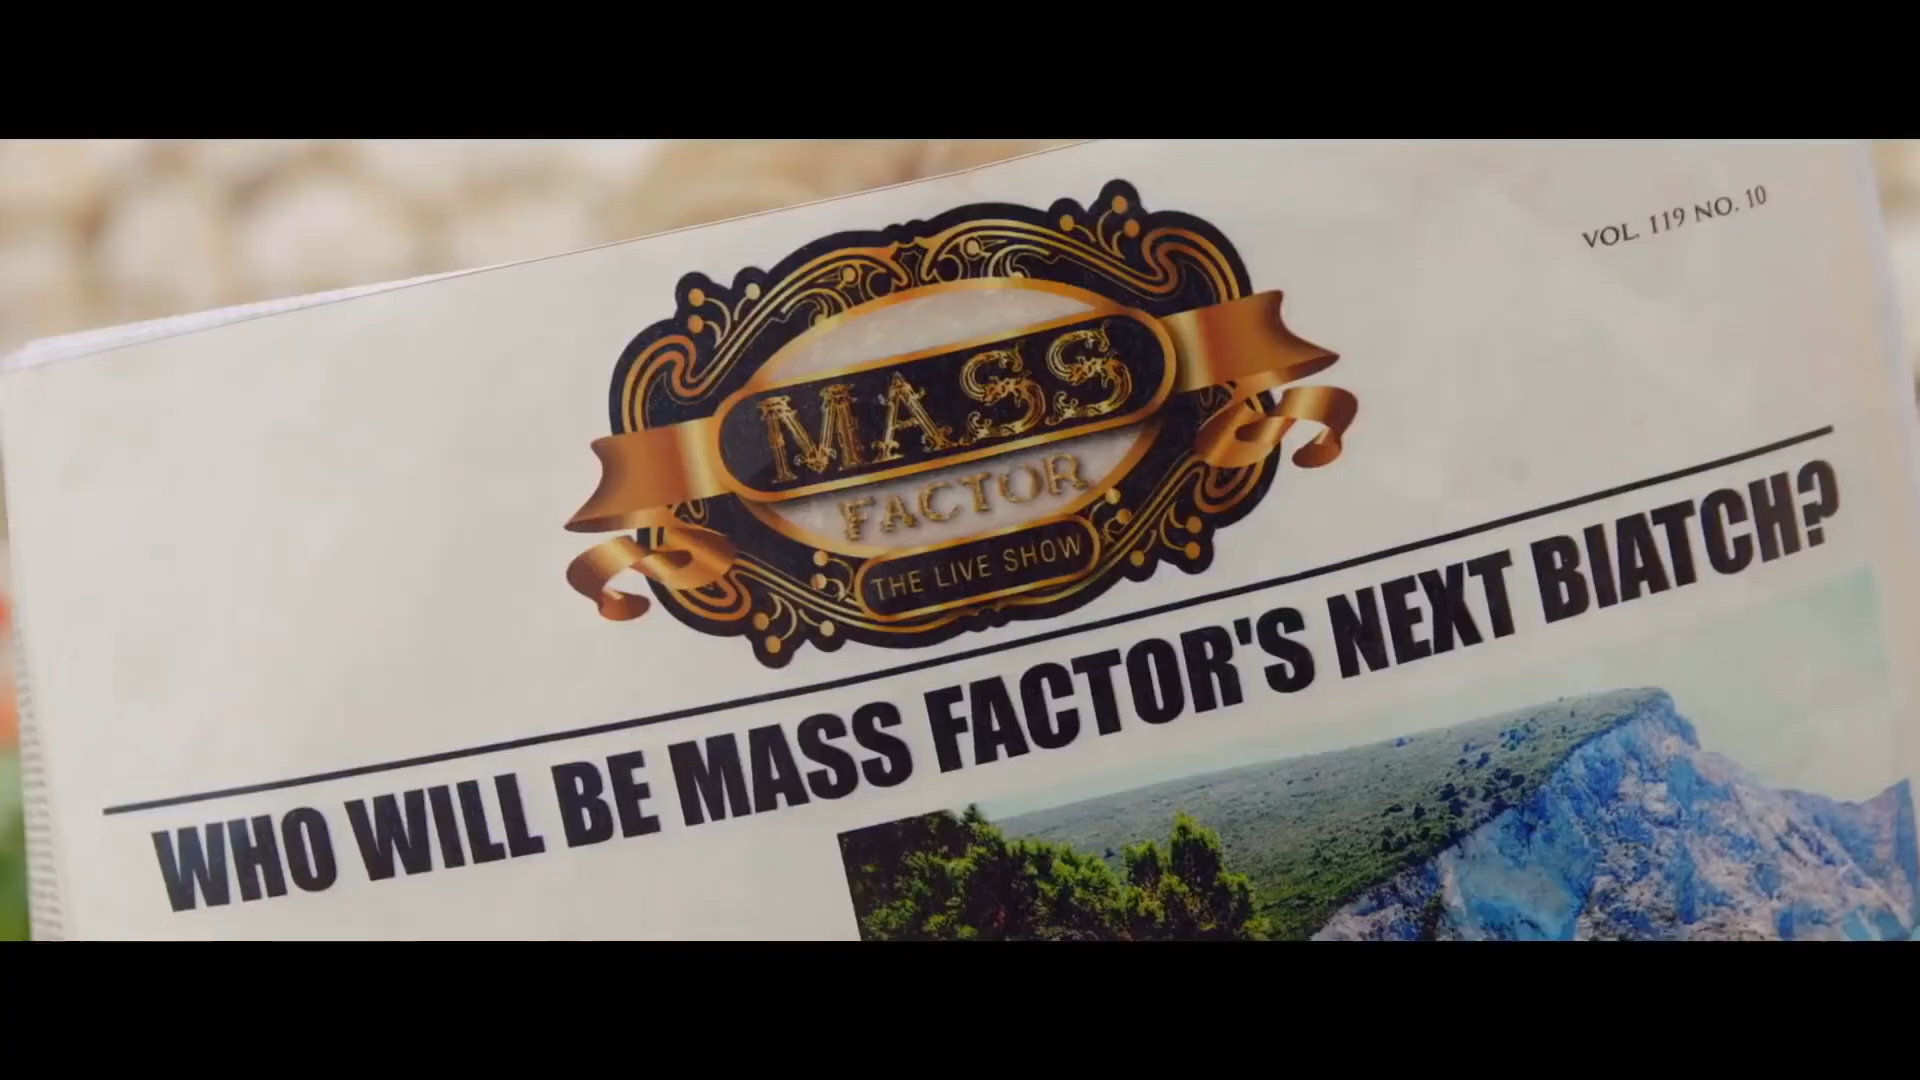 VOL. 119 NO. 10
MASS
FACTOR
THE LIVE SHOW
WHO WILL BE MASS FACTOR'S NEXT BIATCH?